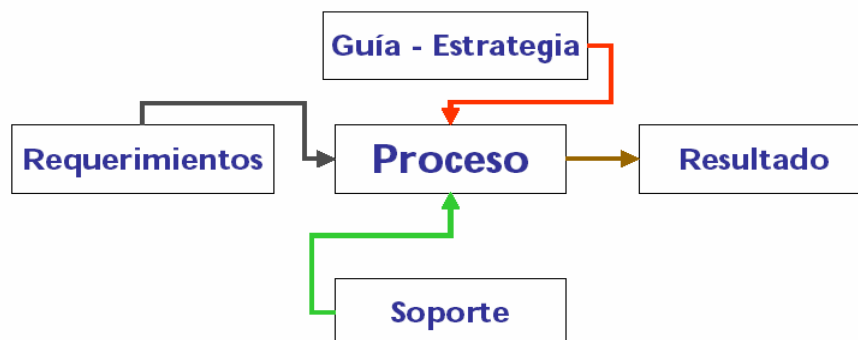 Guía - Estrategia
Requerimientos
Proceso
Resultado
Soporte